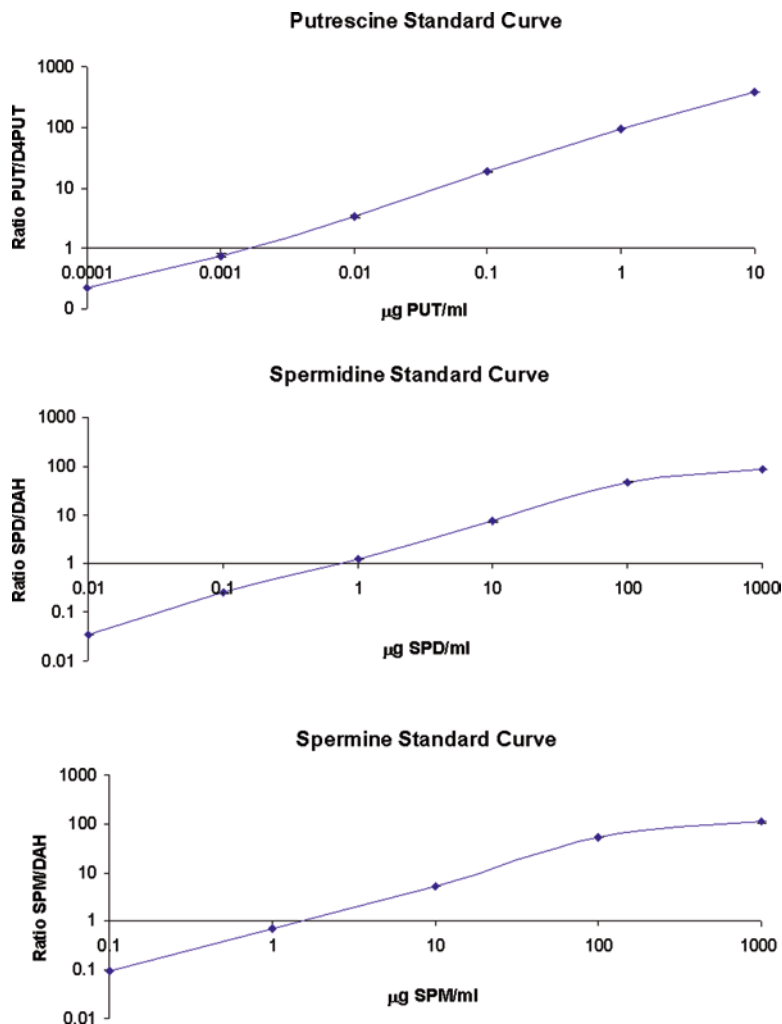 Putrescine Standard Curve
1000
100
10
1
0
Ratio PUT/D4PUT
0.0001 0.001 0.01 0.1 1 10
µg PUT/ml
Spermidine Standard Curve
1000
100
10
1
0.1
0.01
Ratio SPD/DAH
0.01 0.1 1 10 100 1000
µg SPD/ml
Spermine Standard Curve
1000
100
10
1
0.1
0.01
Ratio SPM/DAH
0.1 1 10 100 1000
µg SPM/ml